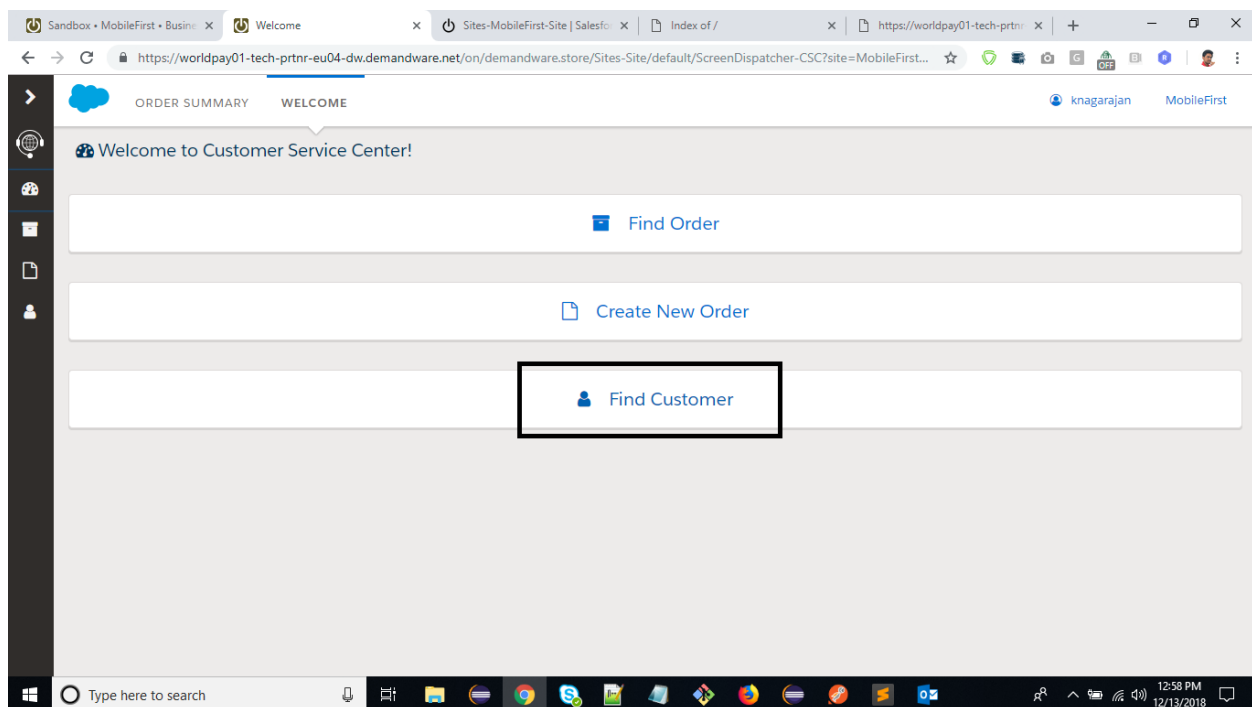 Sandbox • MobileFirst • Busine
Welcome
Sites-MobileFirst-Site | Salesfo
Index of /
https://worldpay01-tech-prtnr
https://worldpay01-tech-prtnr-eu04-dw.demandware.net/on/demandware.store/Sites-Site/default/ScreenDispatcher-CSC?site=MobileFirst...
OFF
ORDER SUMMARY
WELCOME
knagarajan
MobileFirst
Welcome to Customer Service Center!
Find Order
Create New Order
Find Customer
Type here to search
12:58 PM
12/13/2018